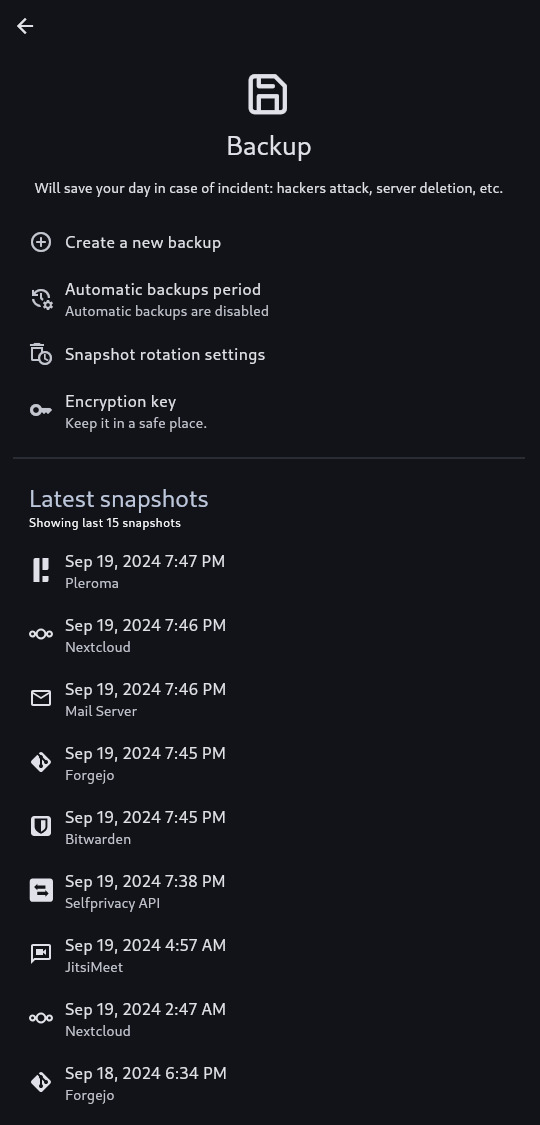 Backup
Will save your day in case of incident: hackers attack, server deletion, etc.
Create a new backup
Automatic backups period
Automatic backups are disabled
Snapshot rotation settings
Encryption key
Keep it in a safe place.
Latest snapshots
Showing last 15 snapshots
Sep 19, 2024 7:47 PM
Pleroma
Sep 19, 2024 7:46 PM
Nextcloud
Sep 19, 2024 7:46 PM
Mail Server
Sep 19, 2024 7:45 PM
Forgejo
Sep 19, 2024 7:45 PM
Bitwarden
Sep 19, 2024 7:38 PM
Selfprivacy API
Sep 19, 2024 4:57 AM
JitsiMeet
Sep 19, 2024 2:47 AM
Nextcloud
Sep 18, 2024 6:34 PM
Forgejo